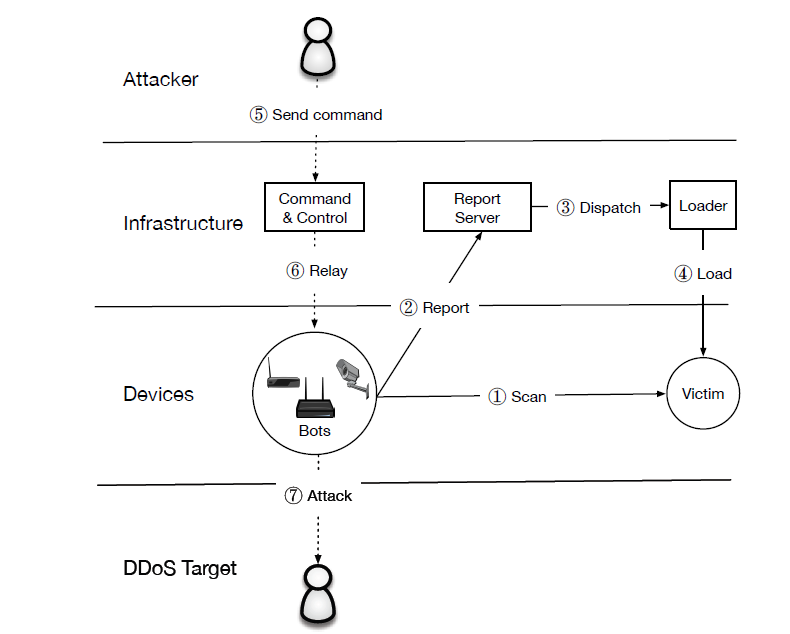 Attacker
⑤ Send command
Infrastructure
Command
& Control
Report
Server
③ Dispatch
Loader
⑥ Relay
④ Load
② Report
Devices
Bots
① Scan
Victim
⑦ Attack
DDoS Target